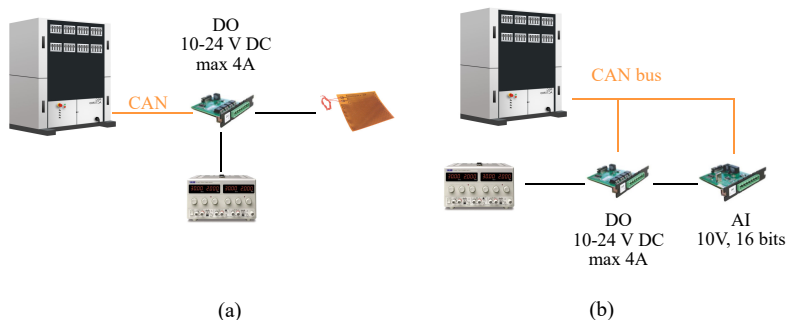 DO
10-24 V DC
max 4A
CAN
(a)
CAN bus
DO
10-24 V DC
max 4A
AI
10V, 16 bits
(b)